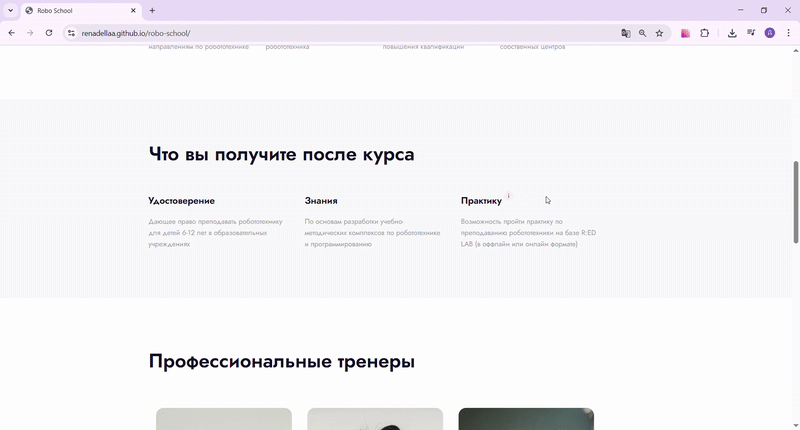 Robo School
renadellaa.github.io/robo-school/
направлениям по робототехнике
робототехника
повышения квалификации
собственных центров
Что вы получите после курса
Удостоверение
Дающее право преподавать робототехнику
для детей 6-12 лет в образовательных
учреждениях
Знания
По основам разработки учебно-
методических комплексов по робототехнике
и программированию
Практику i
Возможность пройти практику по
преподаванию робототехники на базе R:ED
LAB (в оффлайн или онлайн формате)
Профессиональные тренеры